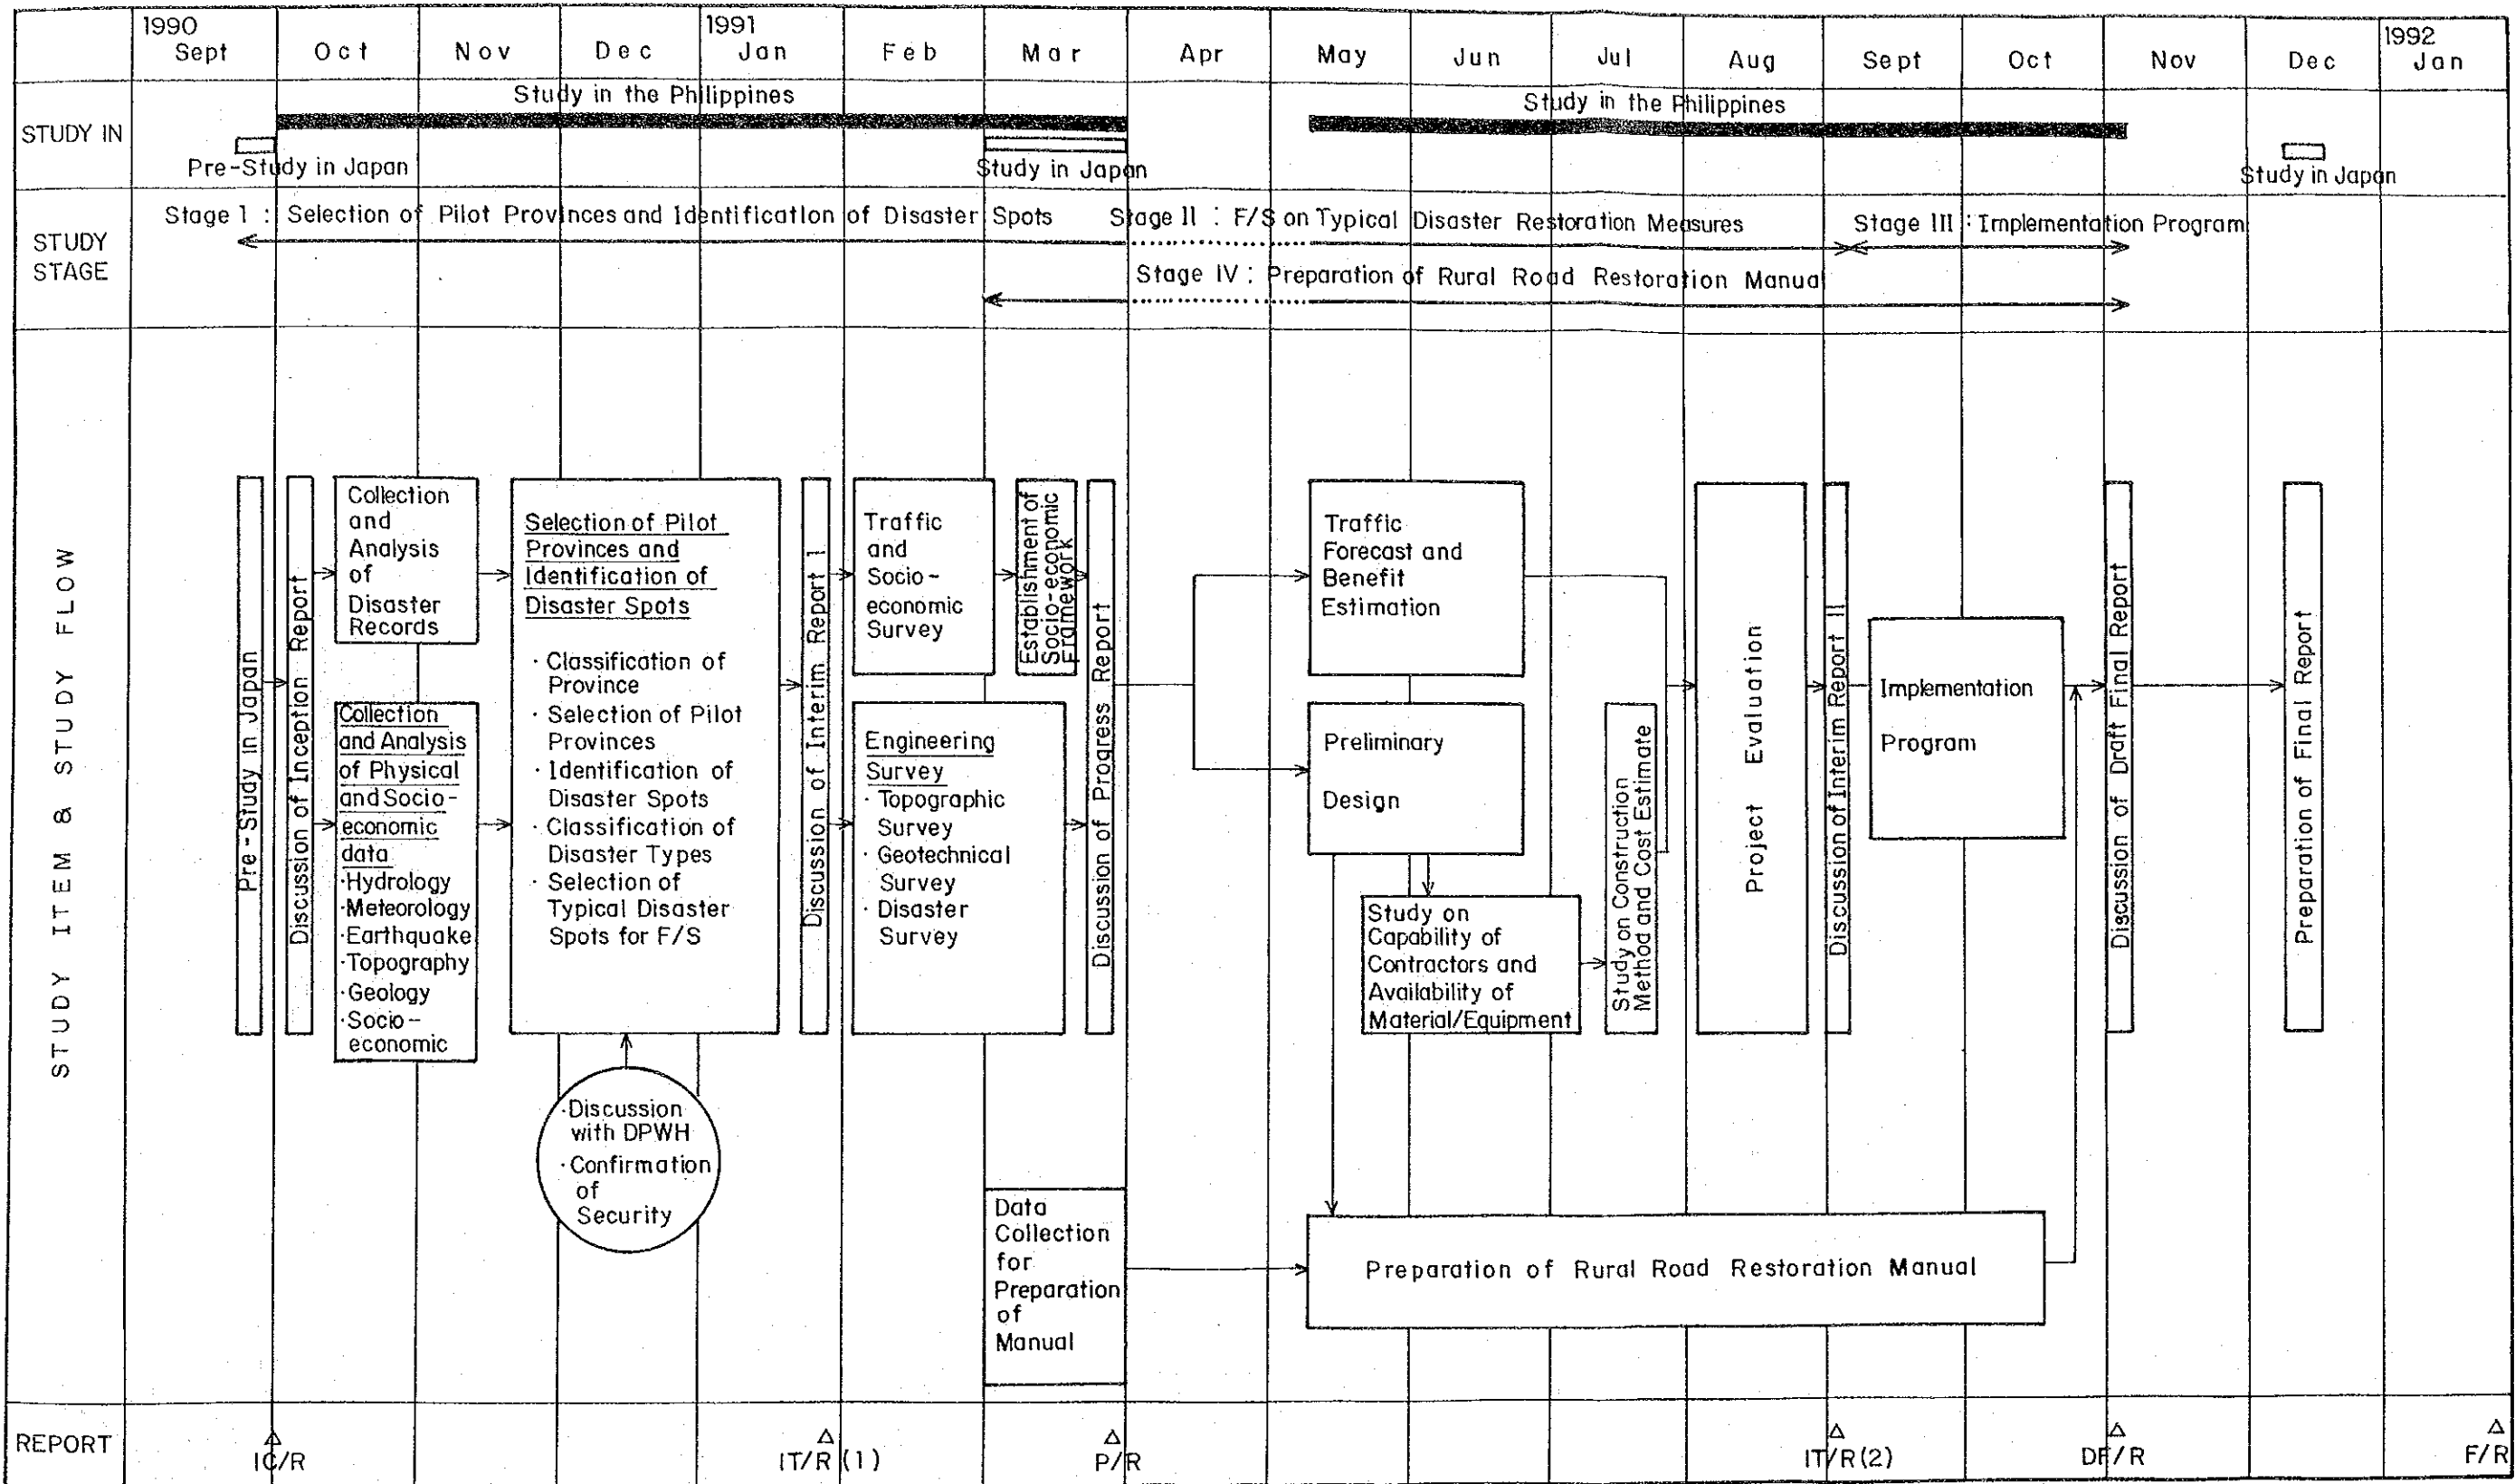 1990
Sept
Oct
Nov
Dec
1991
Jan
Feb
Mar
Apr
May
Jun
Jul
Aug
Sept
Oct
Nov
Dec
1992
Jan
STUDY IN
Study in the Philippines
Pre-Study in Japan
Study in Japan
Study in the Philippines
Study in Japan
STUDY
STAGE
Stage I : Selection of Pilot Provinces and Identification of Disaster Spots
Stage II : F/S on Typical Disaster Restoration Measures
Stage III : Implementation Program
Stage IV : Preparation of Rural Road Restoration Manual
STUDY ITEM & STUDY FLOW
Pre-Study in Japan
Discussion of Inception Report
Collection
and
Analysis
of
Disaster
Records
Collection
and Analysis
of Physical
and Socio-
economic
data
·Hydrology
·Meteorology
·Earthquake
·Topography
·Geology
·Socio-
economic
Selection of Pilot
Provinces and
Identification of
Disaster Spots
· Classification of
Province
· Selection of Pilot
Provinces
· Identification of
Disaster Spots
· Classification of
Disaster Types
· Selection of
Typical Disaster
Spots for F/S
·Discussion
with DPWH
·Confirmation
of
Security
Discussion of Interim Report I
Traffic
and
Socio-
economic
Survey
Engineering
Survey
· Topographic
Survey
· Geotechnical
Survey
· Disaster
Survey
Establishment of
Socio-economic
Framework
Discussion of Progress Report
Data
Collection
for
Preparation
of
Manual
Traffic
Forecast and
Benefit
Estimation
Preliminary
Design
Study on
Capability of
Contractors and
Availability of
Material/Equipment
Study on Construction
Method and Cost Estimate
Project Evaluation
Discussion of Interim Report II
Implementation
Program
Preparation of Rural Road Restoration Manual
Discussion of Draft Final Report
Preparation of Final Report
REPORT
IC/R
IT/R (1)
P/R
IT/R(2)
DF/R
F/R